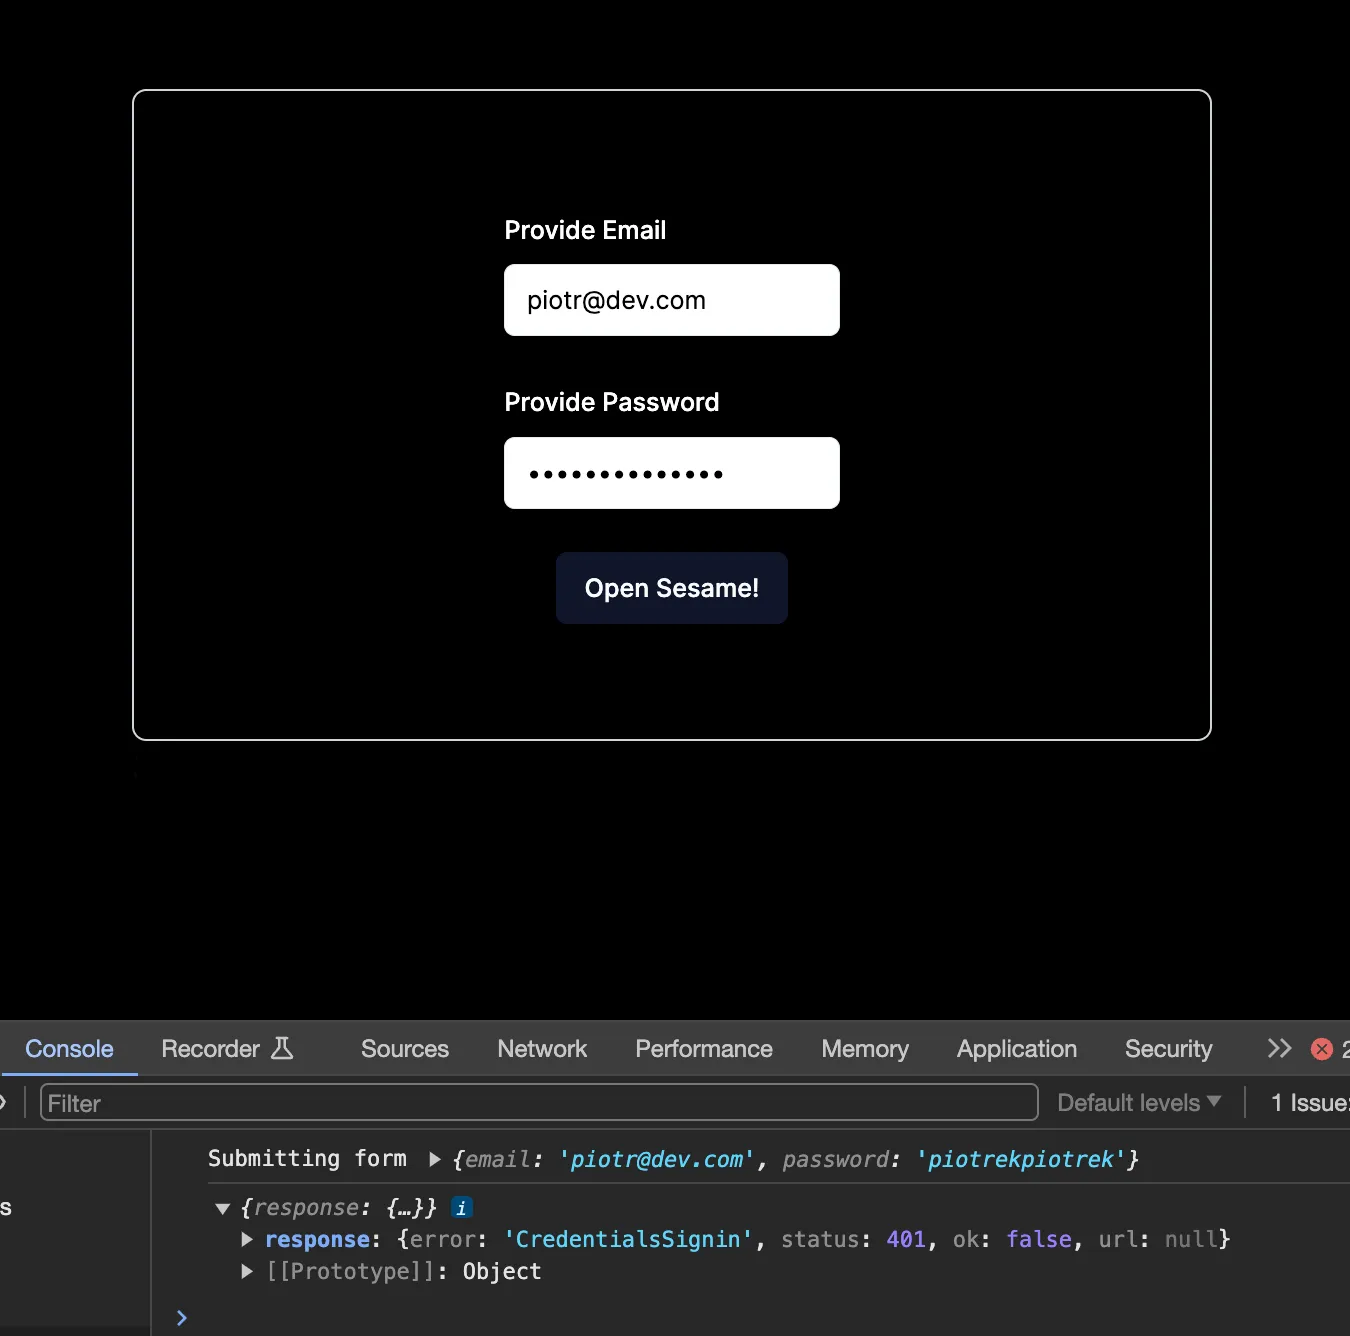 Provide Email
piotr@dev.com
Provide Password
••••••••••••••
Open Sesame!
Console Recorder Sources Network Performance Memory Application Security 2
Filter Default levels 1 Issue:
Submitting form ▶ {email: 'piotr@dev.com', password: 'piotrekpiotrek'}
s
▼ {response: {…}} i
▶ response: {error: 'CredentialsSignin', status: 401, ok: false, url: null}
▶ [[Prototype]]: Object
>